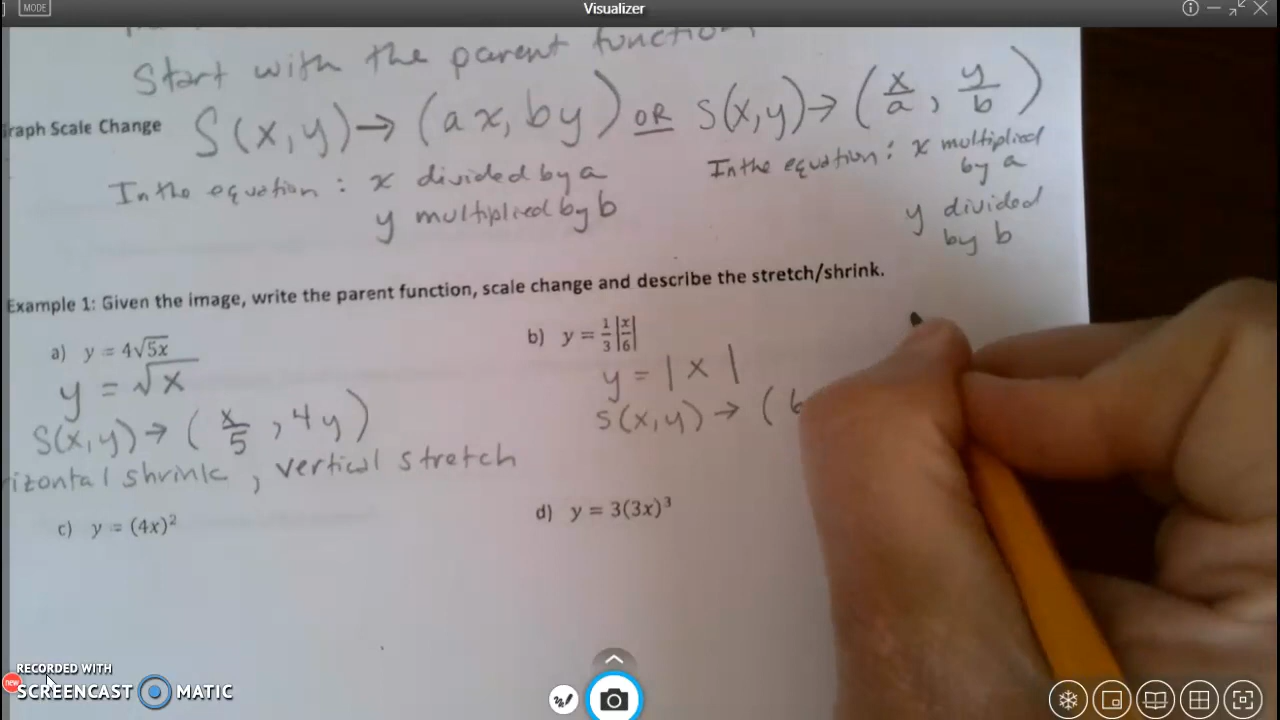 MODE
Visualizer
Start with the parent function,
Graph Scale Change S(x,y)→(ax, by) OR S(x,y)→(x/a, y/b)
In the equation: x divided by a
y multiplied by b
In the equation: x multiplied
by a
y divided
by b
Example 1: Given the image, write the parent function, scale change and describe the stretch/shrink.
a) y = 4√5x
y = √x
S(x,y)→(x/5, 4y)
rizontal shrink, vertical stretch
b) y = 1/3|x/6|
y = |x|
S(x,y)→(6
c) y = (4x)²
d) y = 3(3x)³
RECORDED WITH
new
SCREENCAST MATIC